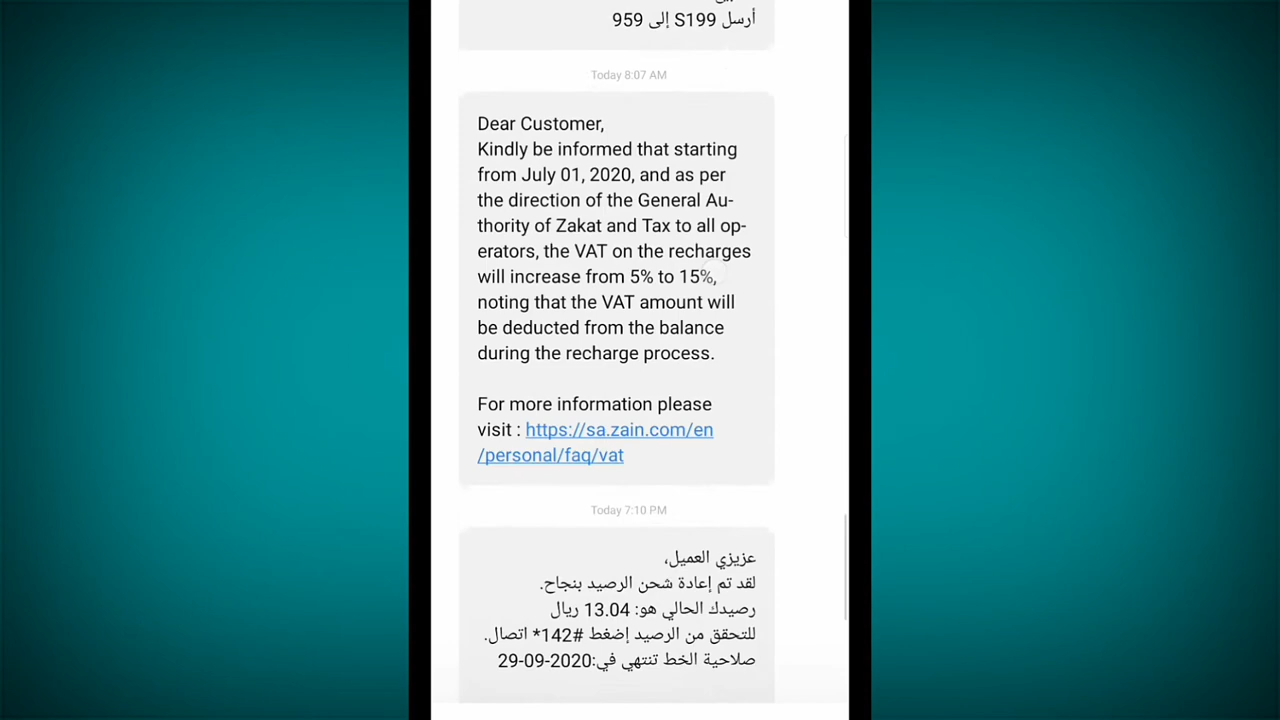 أرسل S199 إلى 959
Today 8:07 AM
Dear Customer,
Kindly be informed that starting
from July 01, 2020, and as per
the direction of the General Au-
thority of Zakat and Tax to all op-
erators, the VAT on the recharges
will increase from 5% to 15%,
noting that the VAT amount will
be deducted from the balance
during the recharge process.
For more information please
visit : https://sa.zain.com/en
/personal/faq/vat
Today 7:10 PM
عزيزي العميل،
لقد تم إعادة شحن الرصيد بنجاح.
رصيدك الحالي هو: 13.04 ريال
للتحقق من الرصيد إضغط #142* اتصال.
صلاحية الخط تنتهي في:2020-09-29